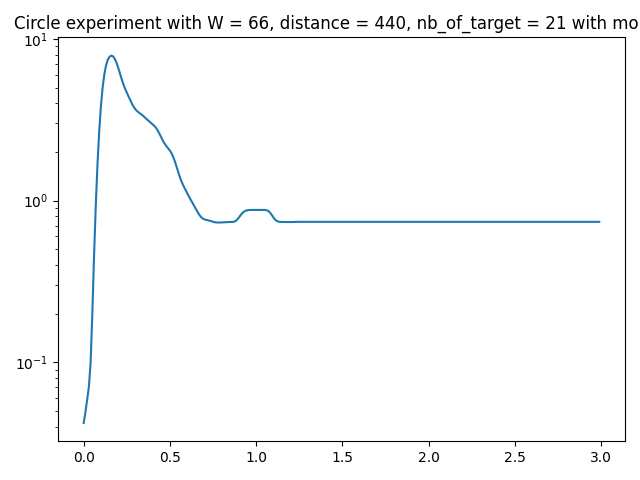 Circle experiment with W = 66, distance = 440, nb_of_target = 21 with mo
10¹
10⁰
10⁻¹
0.0 0.5 1.0 1.5 2.0 2.5 3.0